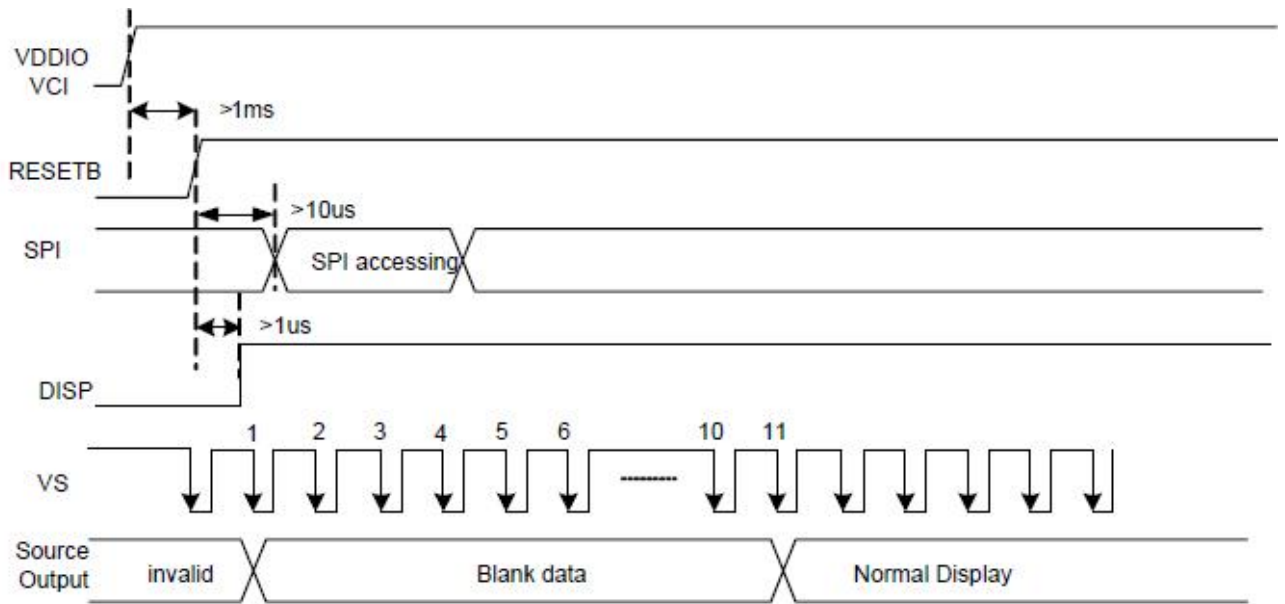 VDDIO
VCI
>1ms
RESETB
>10us
SPI
SPI accessing
>1us
DISP
1 2 3 4 5 6 10 11
VS
Source
Output
invalid
Blank data
Normal Display